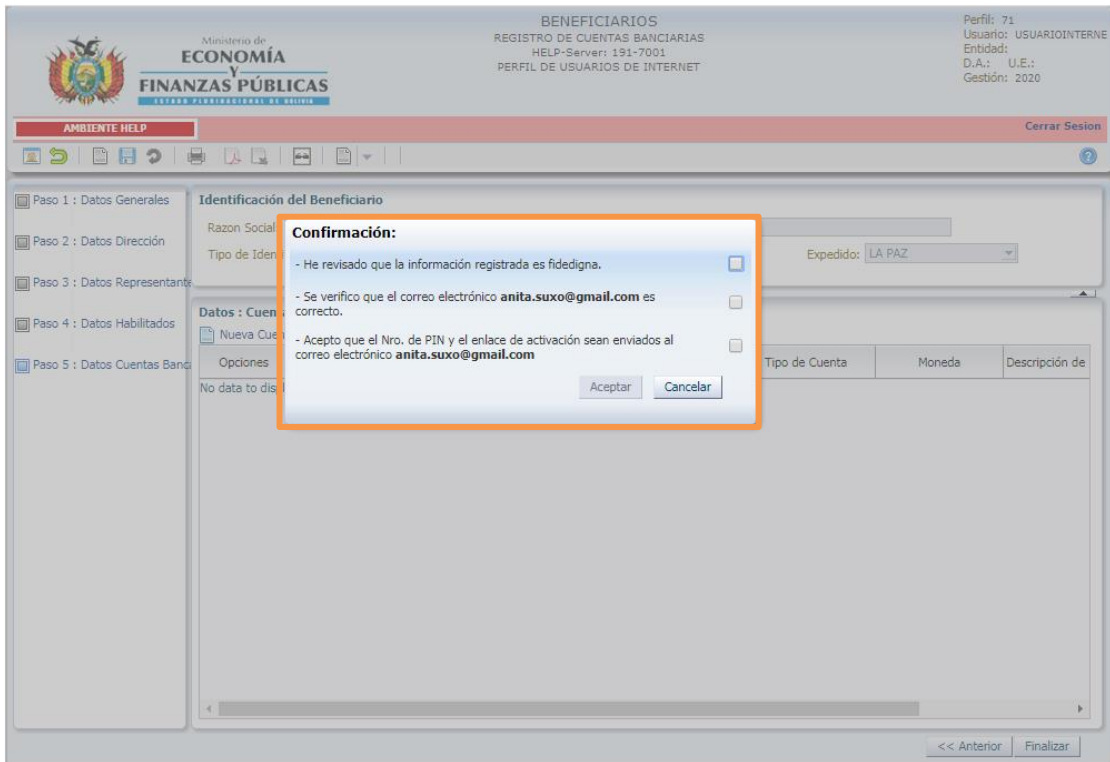 Ministerio de
ECONOMÍA
Y
FINANZAS PÚBLICAS
ESTADO PLURINACIONAL DE BOLIVIA
BENEFICIARIOS
REGISTRO DE CUENTAS BANCIARIAS
HELP-Server: 191-7001
PERFIL DE USUARIOS DE INTERNET
Perfil: 71
Usuario: USUARIOINTERNE
Entidad:
D.A.: U.E.:
Gestión: 2020
AMBIENTE HELP
Cerrar Sesion
Paso 1 : Datos Generales
Paso 2 : Datos Dirección
Paso 3 : Datos Representante
Paso 4 : Datos Habilitados
Paso 5 : Datos Cuentas Banca
Identificación del Beneficiario
Razon Social
Tipo de Iden
Expedido: LA PAZ
Confirmación:
- He revisado que la información registrada es fidedigna.
- Se verifico que el correo electrónico anita.suxo@gmail.com es
correcto.
- Acepto que el Nro. de PIN y el enlace de activación sean enviados al
correo electrónico anita.suxo@gmail.com
Aceptar Cancelar
Datos : Cuen
Nueva Cue
Opciones Tipo de Cuenta Moneda Descripción de
No data to disp
<< Anterior Finalizar